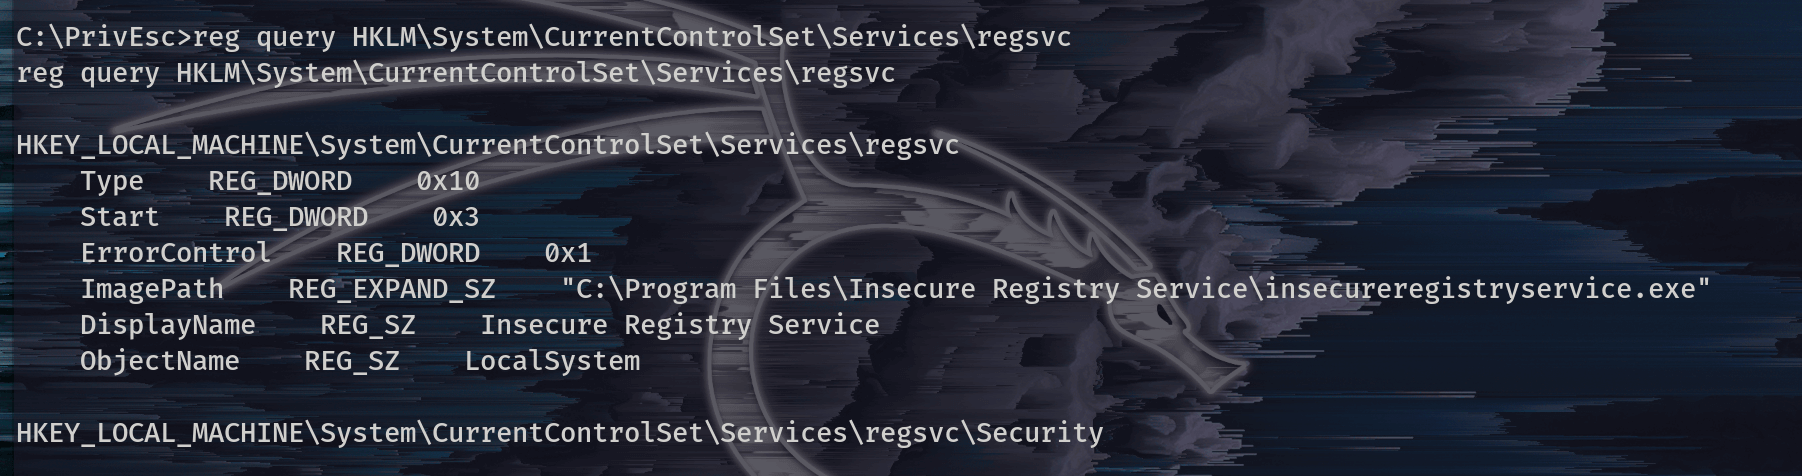 C:\PrivEsc>reg query HKLM\System\CurrentControlSet\Services\regsvc
reg query HKLM\System\CurrentControlSet\Services\regsvc
HKEY_LOCAL_MACHINE\System\CurrentControlSet\Services\regsvc
    Type    REG_DWORD    0x10
    Start    REG_DWORD    0x3
    ErrorControl    REG_DWORD    0x1
    ImagePath    REG_EXPAND_SZ    "C:\Program Files\Insecure Registry Service\insecureregistryservice.exe"
    DisplayName    REG_SZ    Insecure Registry Service
    ObjectName    REG_SZ    LocalSystem
HKEY_LOCAL_MACHINE\System\CurrentControlSet\Services\regsvc\Security